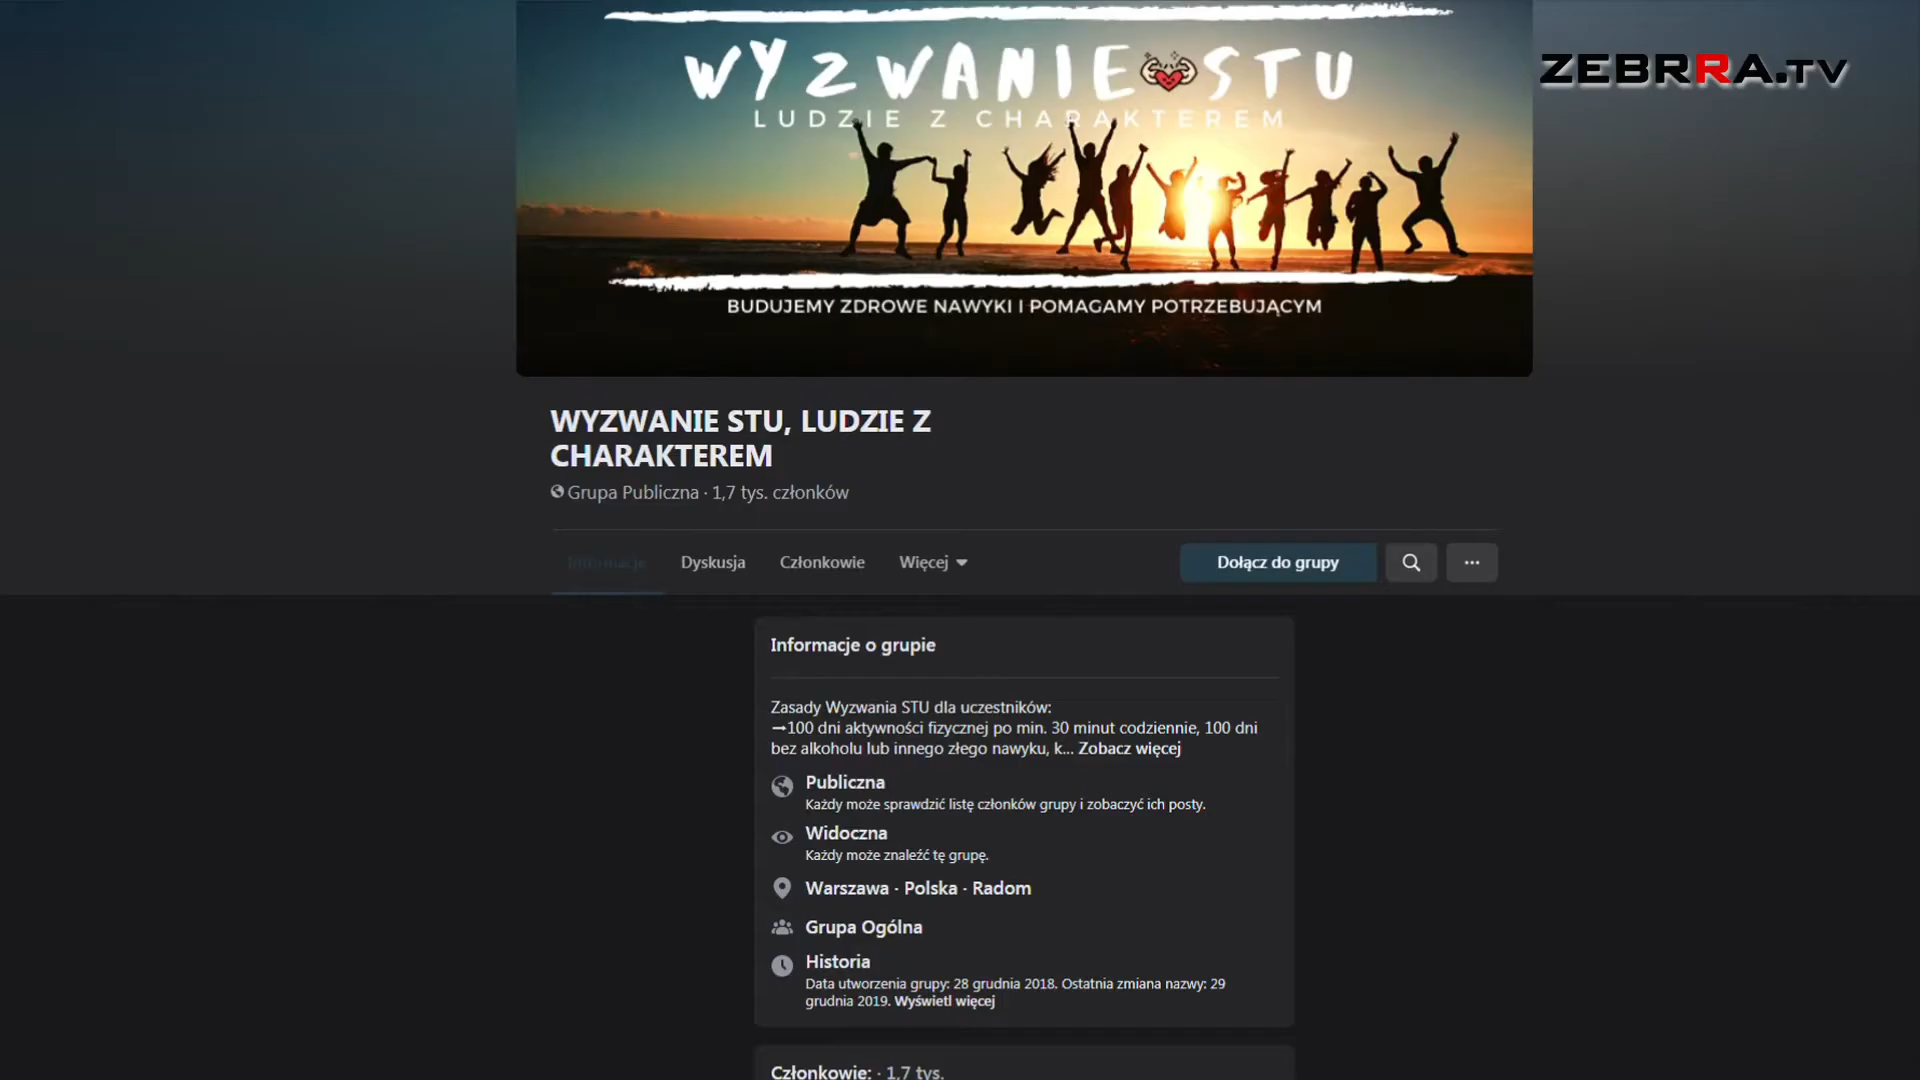 WYZWANIE STU
LUDZIE Z CHARAKTEREM
BUDUJEMY ZDROWE NAWYKI I POMAGAMY POTRZEBUJĄCYM
ZEBRRA.TV
WYZWANIE STU, LUDZIE Z
CHARAKTEREM
Grupa Publiczna · 1,7 tys. członków
Informacje Dyskusja Członkowie Więcej Dołącz do grupy
Informacje o grupie
Zasady Wyzwania STU dla uczestników:
→100 dni aktywności fizycznej po min. 30 minut codziennie, 100 dni
bez alkoholu lub innego złego nawyku, k... Zobacz więcej
Publiczna
Każdy może sprawdzić listę członków grupy i zobaczyć ich posty.
Widoczna
Każdy może znaleźć tę grupę.
Warszawa · Polska · Radom
Grupa Ogólna
Historia
Data utworzenia grupy: 28 grudnia 2018. Ostatnia zmiana nazwy: 29
grudnia 2019. Wyświetl więcej
Członkowie: · 1,7 tys.